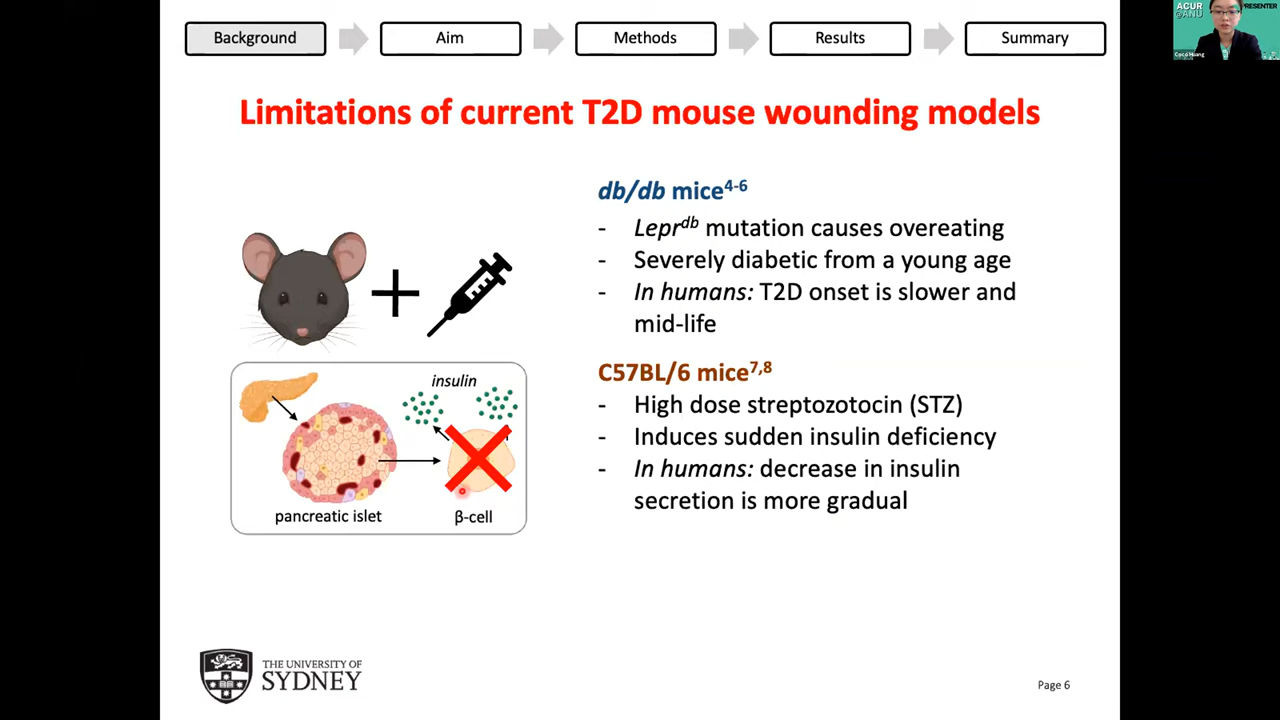 Background
Aim
Methods
Results
Summary
ACUR
@ANU
PRESENTER
Coco Huang
Limitations of current T2D mouse wounding models
db/db mice4-6
- Leprdb mutation causes overeating
- Severely diabetic from a young age
- In humans: T2D onset is slower and
mid-life
C57BL/6 mice7,8
- High dose streptozotocin (STZ)
- Induces sudden insulin deficiency
- In humans: decrease in insulin
secretion is more gradual
insulin
pancreatic islet
β-cell
THE UNIVERSITY OF
SYDNEY
Page 6